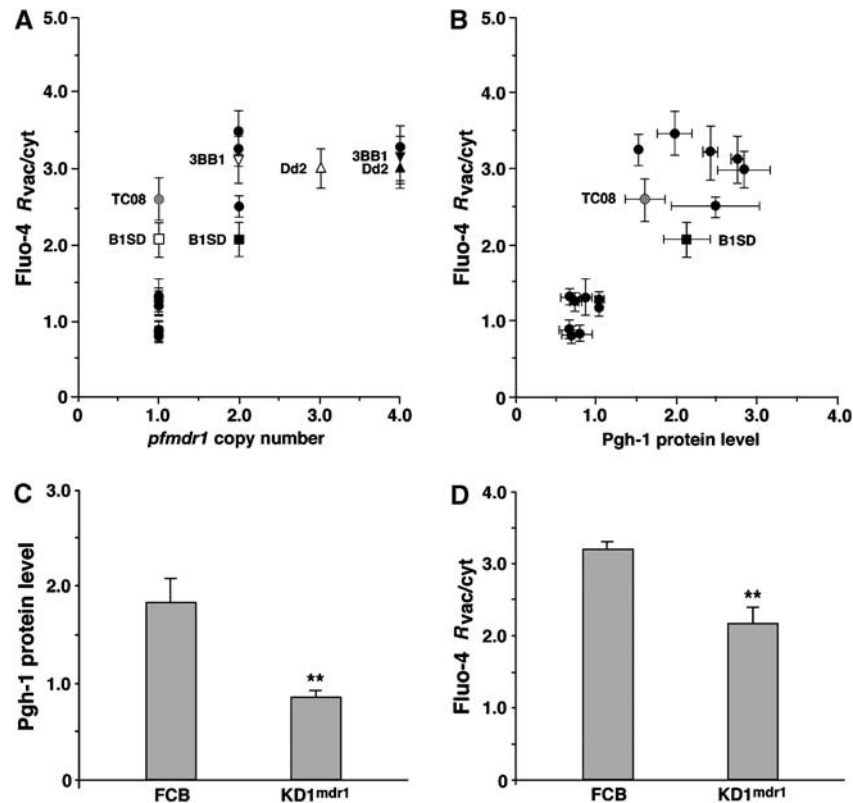 A
Fluo-4 Rvac/cyt
5.0
4.0
3.0
2.0
1.0
0
TC08
B1SD
3BB1
B1SD
Dd2
3BB1
Dd2
0
1.0
2.0
3.0
4.0
pfmdr1 copy number
B
Fluo-4 Rvac/cyt
5.0
4.0
3.0
2.0
1.0
0
TC08
B1SD
0
1.0
2.0
3.0
4.0
Pgh-1 protein level
C
Pgh-1 protein level
3.0
2.0
1.0
0
**
FCB
KD1mdr1
D
Fluo-4 Rvac/cyt
4.0
3.0
2.0
1.0
0
**
FCB
KD1mdr1